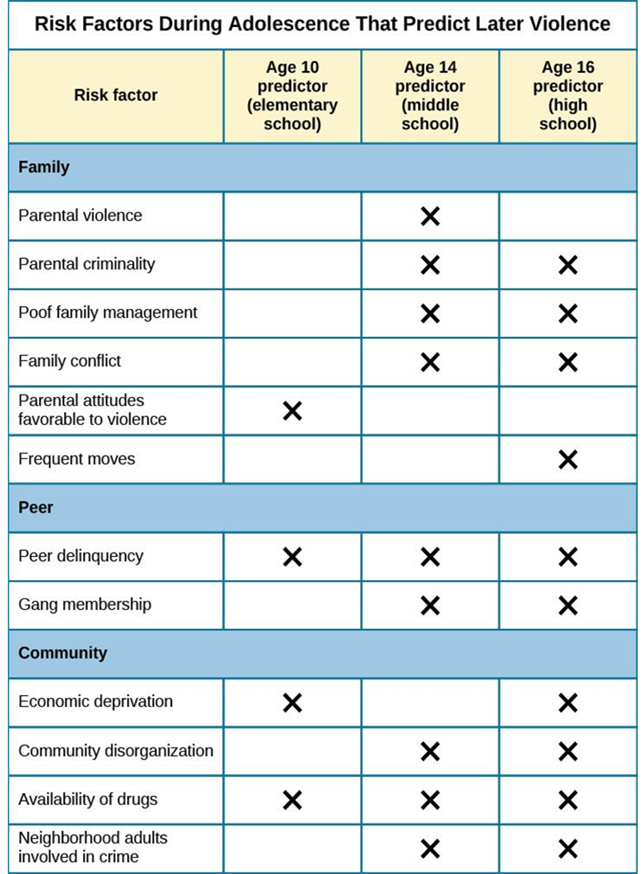 Risk Factors During Adolescence That Predict Later Violence
Risk factor
Age 10
predictor
(elementary
school)
Age 14
predictor
(middle
school)
Age 16
predictor
(high
school)
Family
Parental violence
Parental criminality
Poof family management
Family conflict
Parental attitudes
favorable to violence
Frequent moves
Peer
Peer delinquency
Gang membership
Community
Economic deprivation
Community disorganization
Availability of drugs
Neighborhood adults
involved in crime